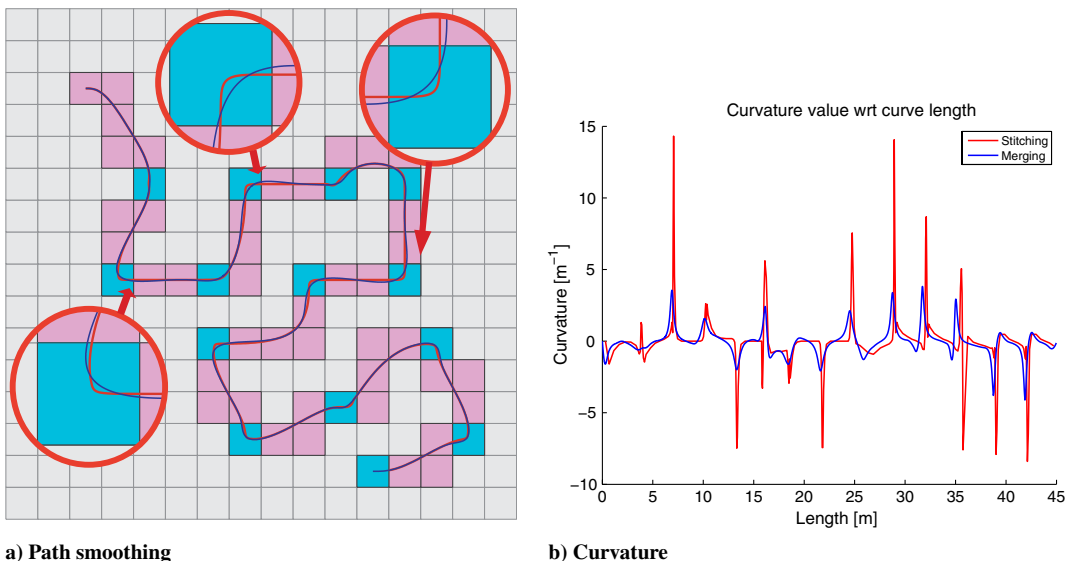 Curvature value wrt curve length
15
10
5
0
−5
−10
Curvature [m⁻¹]
Stitching
Merging
0 5 10 15 20 25 30 35 40 45
Length [m]
a) Path smoothing
b) Curvature